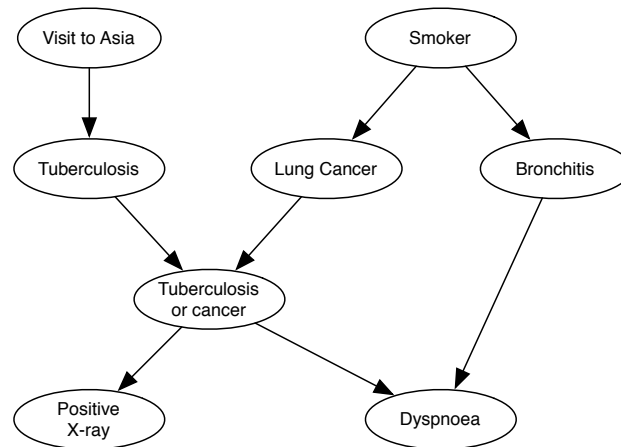 Visit to Asia
Smoker
Tuberculosis
Lung Cancer
Bronchitis
Tuberculosis
or cancer
Positive
X-ray
Dyspnoea